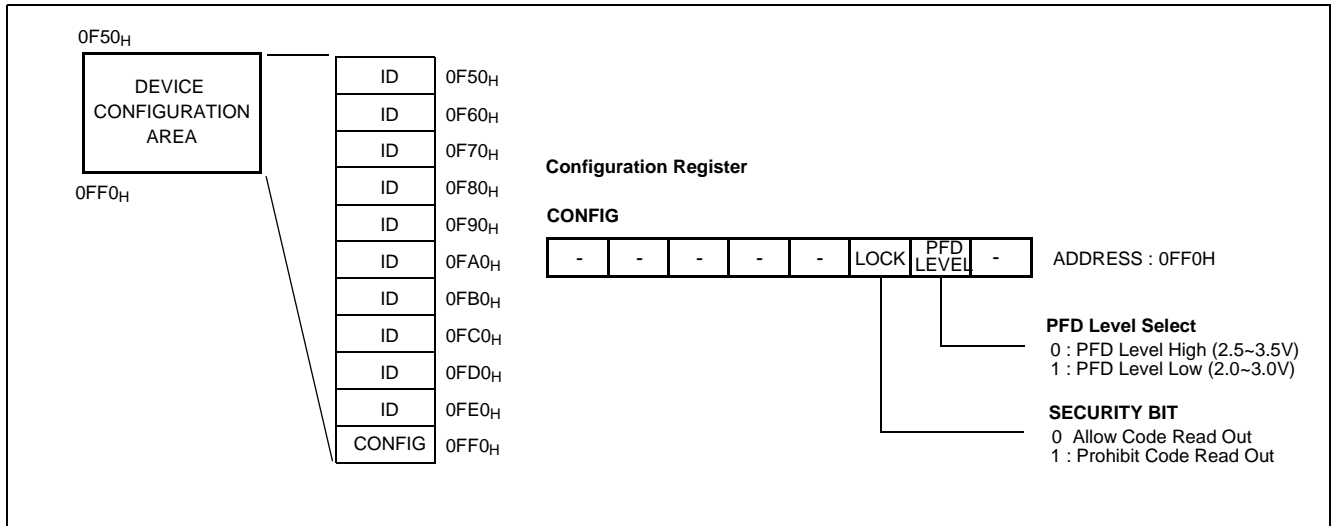 0F50H
DEVICE
CONFIGURATION
AREA
0FF0H
ID 0F50H
ID 0F60H
ID 0F70H
ID 0F80H
ID 0F90H
ID 0FA0H
ID 0FB0H
ID 0FC0H
ID 0FD0H
ID 0FE0H
CONFIG 0FF0H
Configuration Register
CONFIG
- - - - - LOCK PFD LEVEL - ADDRESS : 0FF0H
PFD Level Select
0 : PFD Level High (2.5~3.5V)
1 : PFD Level Low (2.0~3.0V)
SECURITY BIT
0 Allow Code Read Out
1 : Prohibit Code Read Out